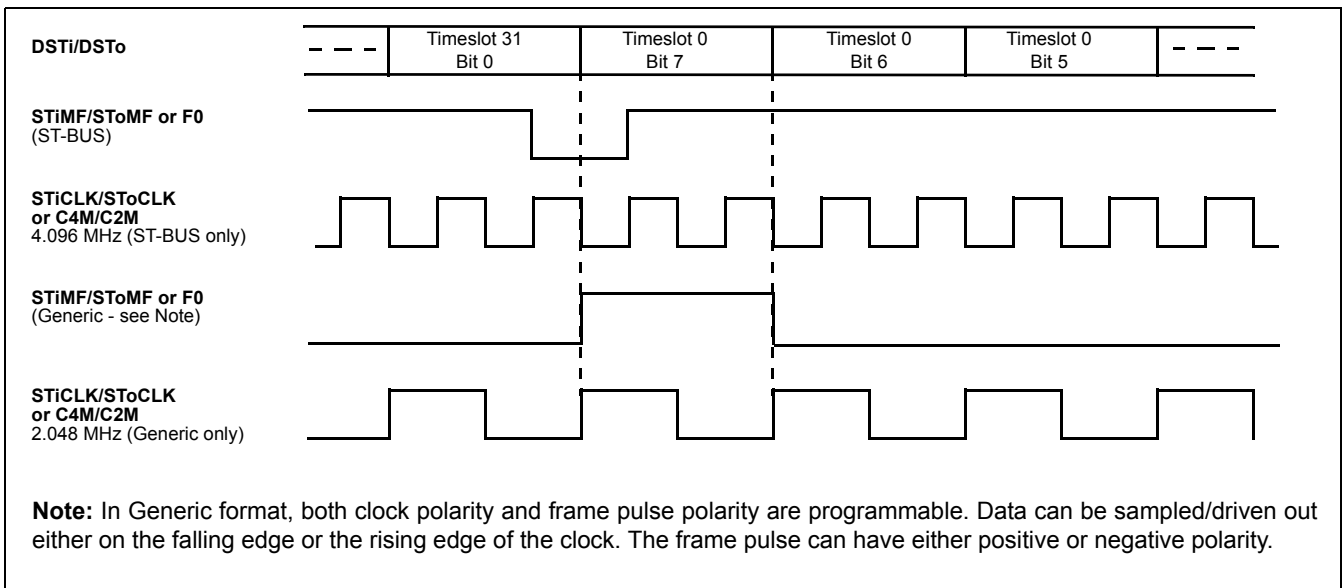 DSTi/DSTo
Timeslot 31
Bit 0
Timeslot 0
Bit 7
Timeslot 0
Bit 6
Timeslot 0
Bit 5
STiMF/SToMF or F0
(ST-BUS)
STiCLK/SToCLK
or C4M/C2M
4.096 MHz (ST-BUS only)
STiMF/SToMF or F0
(Generic - see Note)
STiCLK/SToCLK
or C4M/C2M
2.048 MHz (Generic only)
Note: In Generic format, both clock polarity and frame pulse polarity are programmable. Data can be sampled/driven out
either on the falling edge or the rising edge of the clock. The frame pulse can have either positive or negative polarity.